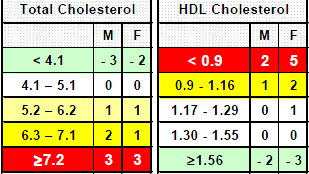 Total Cholesterol
M F
< 4.1 - 3 - 2
4.1 – 5.1 0 0
5.2 – 6.2 1 1
6.3 – 7.1 2 1
≥7.2 3 3
HDL Cholesterol
M F
< 0.9 2 5
0.9 - 1.16 1 2
1.17 - 1.29 0 1
1.30 - 1.55 0 0
≥1.56 - 2 - 3